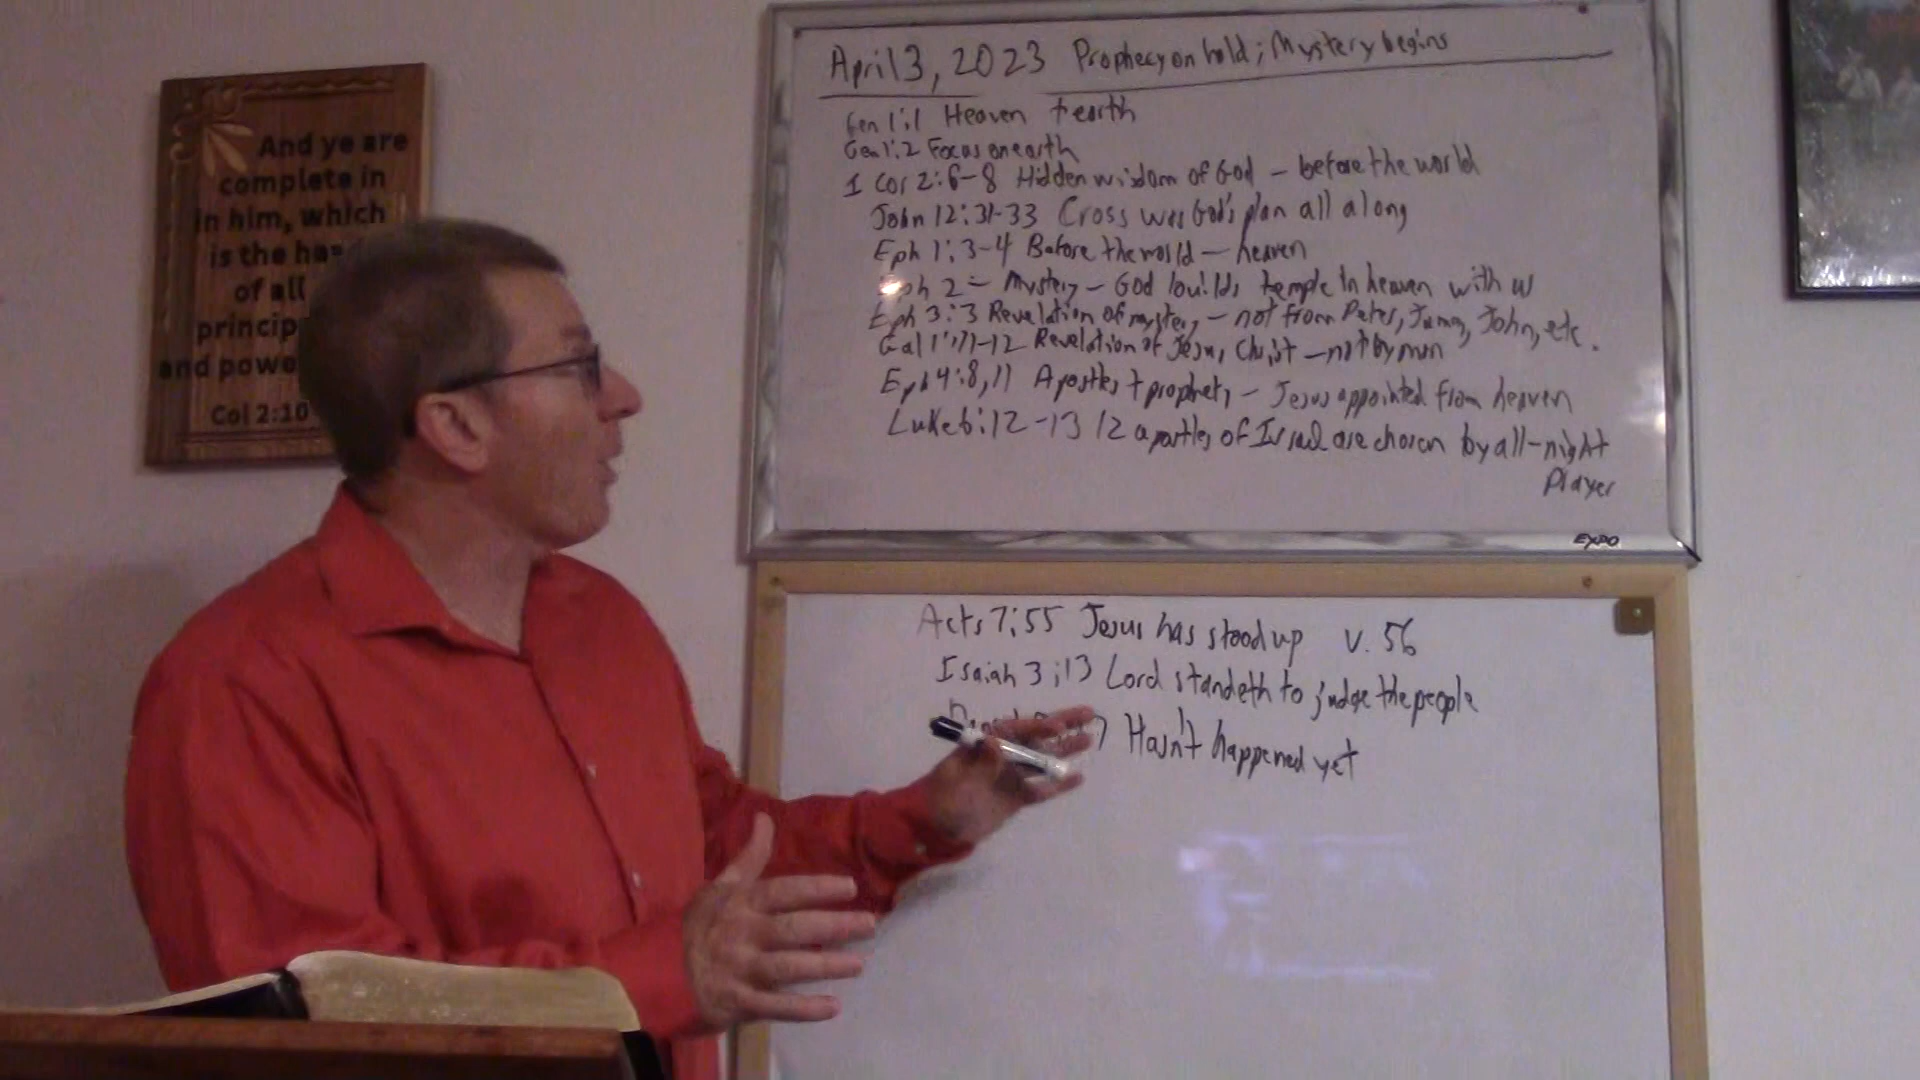 And ye are
complete in
in him, which
is the
of all
princip
and powe
Col 2:10
April 3, 2023 Prophecy on hold; Mystery begins
Gen 1:1 Heaven + earth
Gen 1:2 Focus on earth
I Cor 2:6-8 Hidden wisdom of God - before the world
John 12:31-33 Cross was God's plan all along
Eph 1:3-4 Before the world - heaven
Eph 2 - Mystery - God builds temple in heaven with
Eph 3:3 Revelation of mystery - not from Peter, James, John, etc.
Gal 1:11-12 Revelation of Jesus Christ - not by man
Eph 4:8, 11 Apostles + prophets - Jesus appointed from heaven
Luke 6:12-13 12 apostles of Israel are chosen by all-night
prayer
EXPO
Acts 7:55 Jesus has stood up v. 56
Isaiah 3:13 Lord standeth to judge the people
Hasn't happened yet